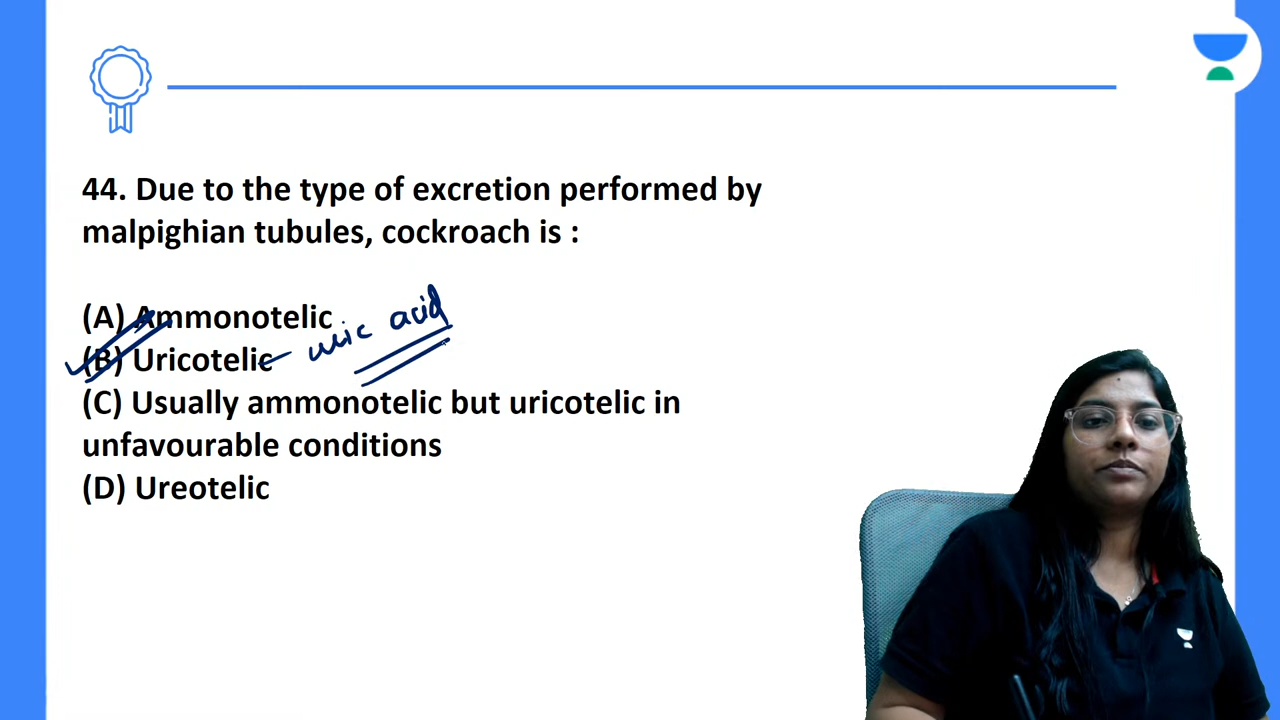 44. Due to the type of excretion performed by
malpighian tubules, cockroach is :
(A) Ammonotelic
(B) Uricotelic – uric acid
(C) Usually ammonotelic but uricotelic in
unfavourable conditions
(D) Ureotelic